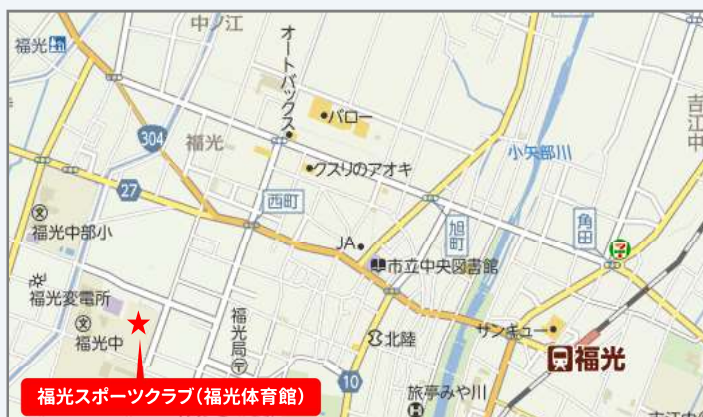 中ノ江
福光
オートバックス
バロー
吉江中
304
福光
小矢部川
クスリのアオキ
27
西町
旭町
角田
福光中部小
JA
市立中央図書館
福光変電所
福光中
福光局
北陸
サンキュー
福光
10
旅亭みや川
福光スポーツクラブ(福光体育館)